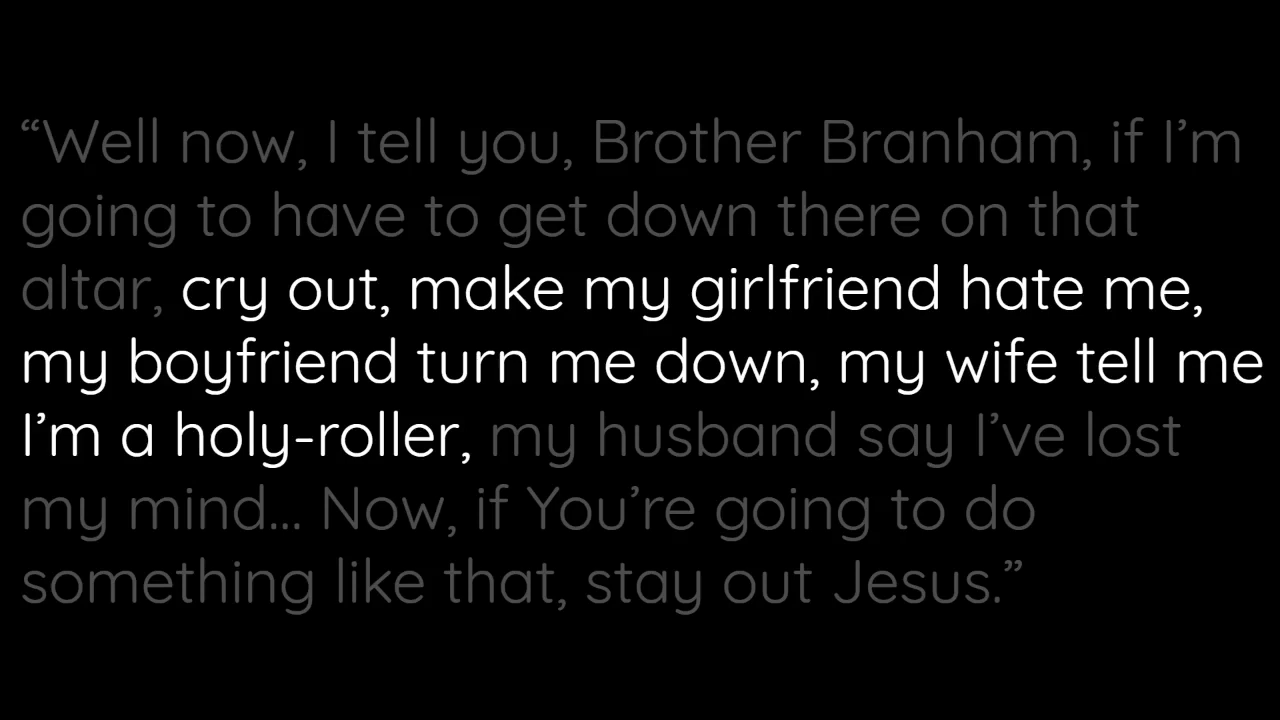 “Well now, I tell you, Brother Branham, if I’m
going to have to get down there on that
altar, cry out, make my girlfriend hate me,
my boyfriend turn me down, my wife tell me
I’m a holy-roller, my husband say I’ve lost
my mind... Now, if You’re going to do
something like that, stay out Jesus.”